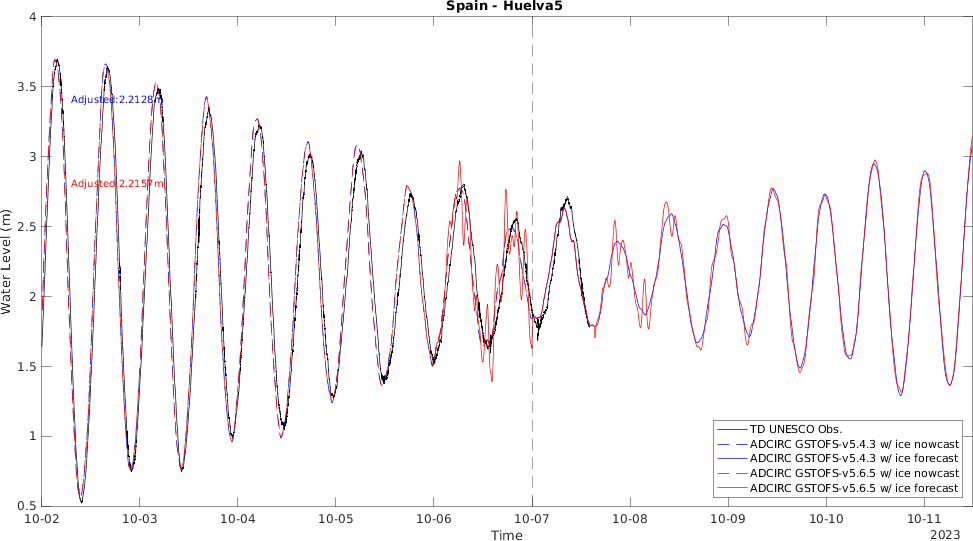 Spain - Huelva5
4
3.5
3
2.5
2
1.5
1
0.5
Water Level (m)
Adjusted:2.2128m
Adjusted:2.2157m
TD UNESCO Obs.
ADCIRC GSTOFS-v5.4.3 w/ ice nowcast
ADCIRC GSTOFS-v5.4.3 w/ ice forecast
ADCIRC GSTOFS-v5.6.5 w/ ice nowcast
ADCIRC GSTOFS-v5.6.5 w/ ice forecast
10-02 10-03 10-04 10-05 10-06 10-07 10-08 10-09 10-10 10-11
Time
2023